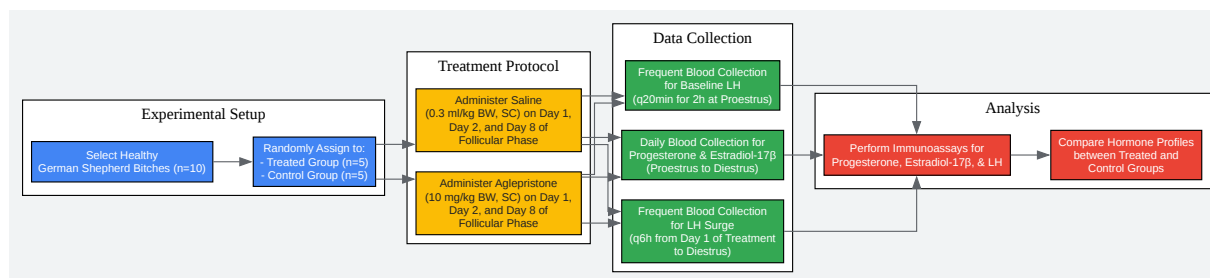 Experimental Setup
Select Healthy
German Shepherd Bitches (n=10)
Randomly Assign to:
- Treated Group (n=5)
- Control Group (n=5)
Treatment Protocol
Administer Saline
(0.3 ml/kg BW, SC) on Day 1,
Day 2, and Day 8 of
Follicular Phase
Administer Aglepristone
(10 mg/kg BW, SC) on Day 1,
Day 2, and Day 8 of
Follicular Phase
Data Collection
Frequent Blood Collection
for Baseline LH
(q20min for 2h at Proestrus)
Daily Blood Collection for
Progesterone & Estradiol-17β
(Proestrus to Diestrus)
Frequent Blood Collection
for LH Surge
(q6h from Day 1 of Treatment
to Diestrus)
Analysis
Perform Immunoassays for
Progesterone, Estradiol-17β, & LH
Compare Hormone Profiles
between Treated and
Control Groups